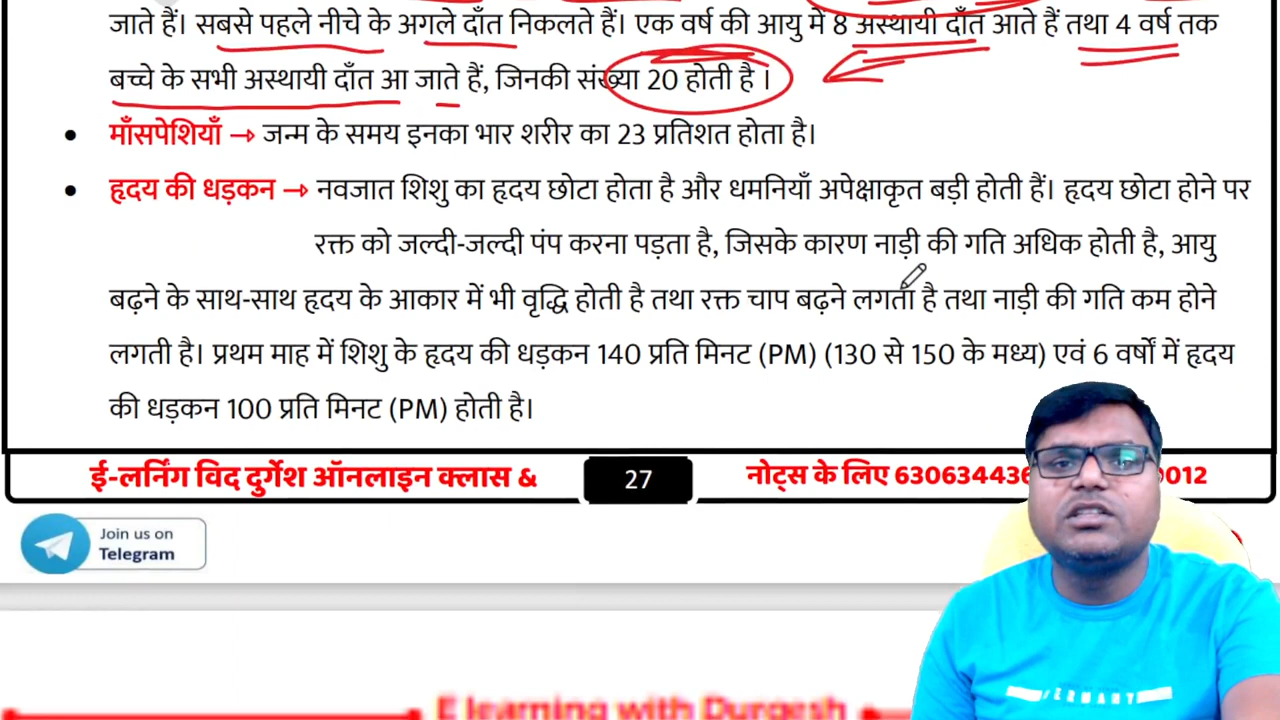 जाते हैं। सबसे पहले नीचे के अगले दाँत निकलते हैं। एक वर्ष की आयु में 8 अस्थायी दाँत आते हैं तथा 4 वर्ष तक
बच्चे के सभी अस्थायी दाँत आ जाते हैं, जिनकी संख्या 20 होती है ।
• माँसपेशियाँ → जन्म के समय इनका भार शरीर का 23 प्रतिशत होता है।
• हृदय की धड़कन → नवजात शिशु का हृदय छोटा होता है और धमनियाँ अपेक्षाकृत बड़ी होती हैं। हृदय छोटा होने पर
रक्त को जल्दी-जल्दी पंप करना पड़ता है, जिसके कारण नाड़ी की गति अधिक होती है, आयु
बढ़ने के साथ-साथ हृदय के आकार में भी वृद्धि होती है तथा रक्त चाप बढ़ने लगता है तथा नाड़ी की गति कम होने
लगती है। प्रथम माह में शिशु के हृदय की धड़कन 140 प्रति मिनट (PM) (130 से 150 के मध्य) एवं 6 वर्षों में हृदय
की धड़कन 100 प्रति मिनट (PM) होती है।
ई-लर्निंग विद दुर्गेश ऑनलाइन क्लास & 27 नोट्स के लिए 630634436 0012
Join us on
Telegram
E learning with Durgesh